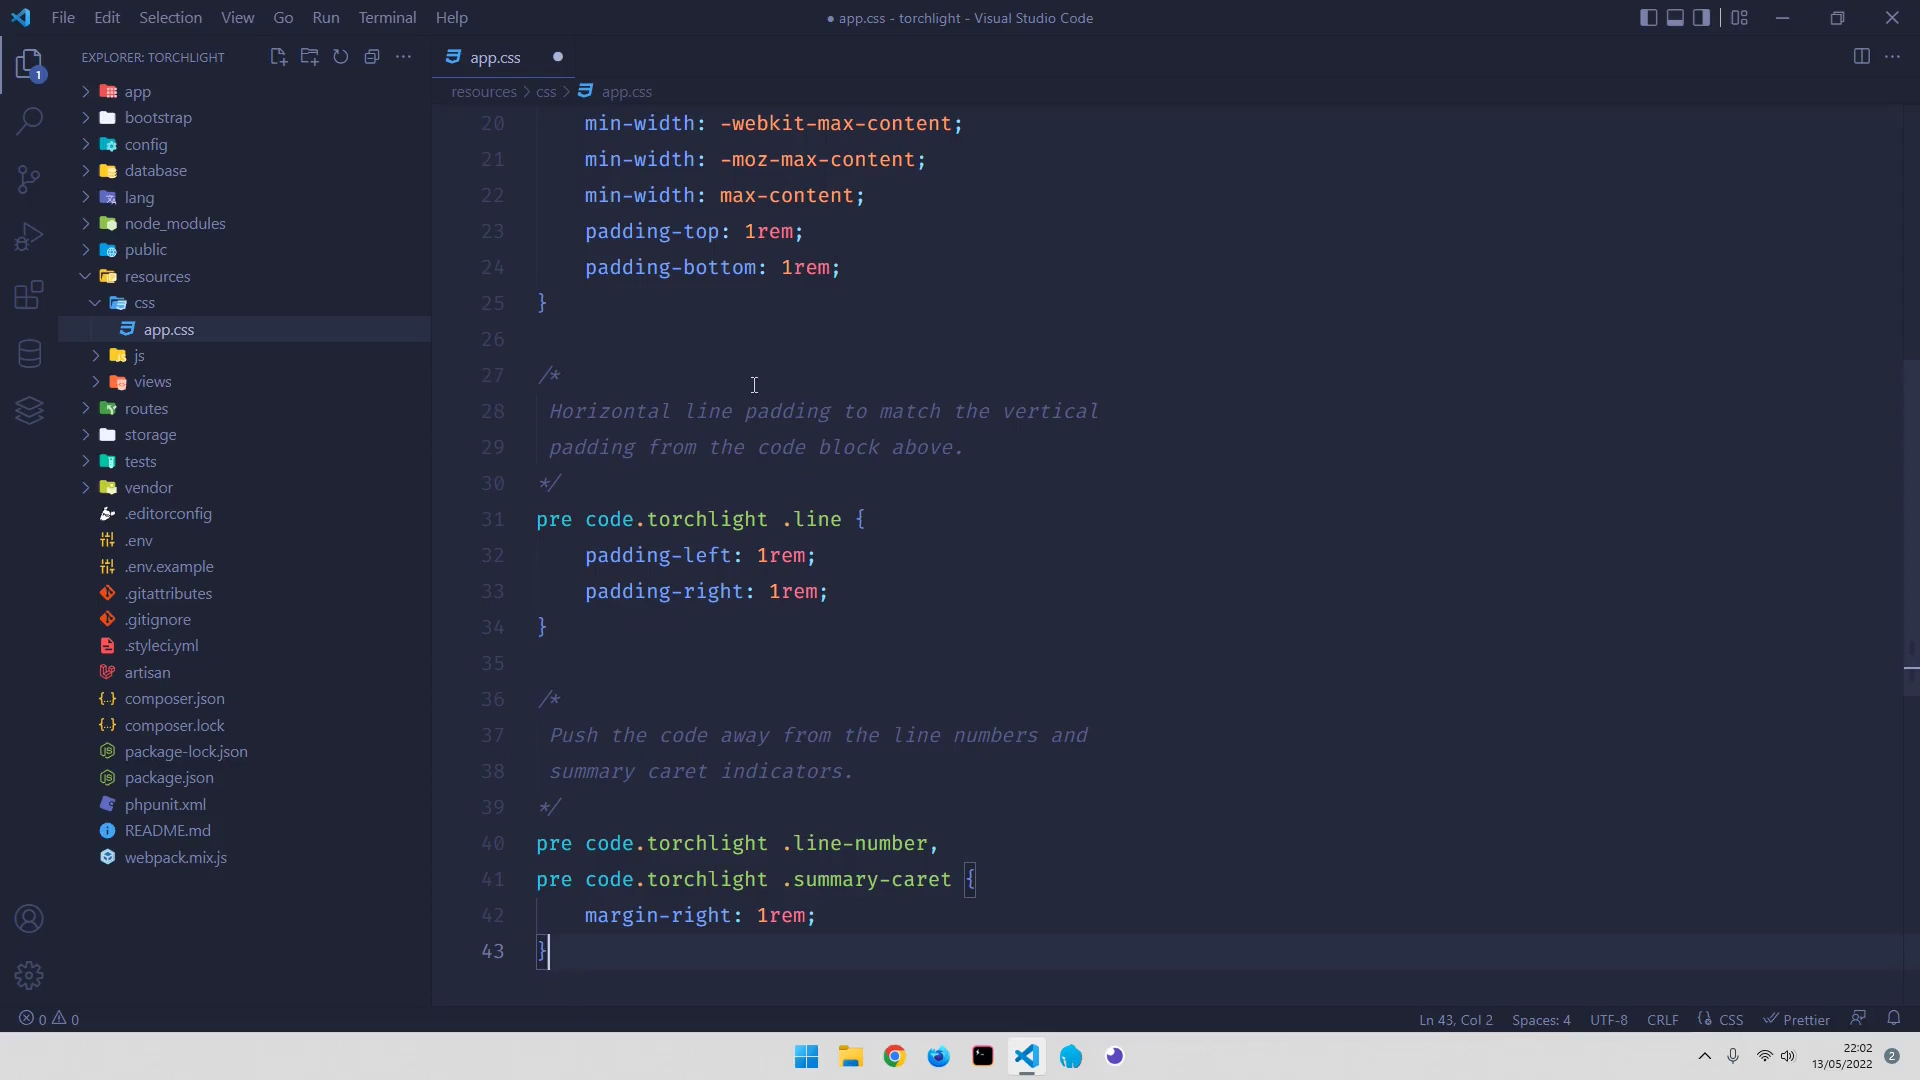 File Edit Selection View Go Run Terminal Help
● app.css - torchlight - Visual Studio Code
EXPLORER: TORCHLIGHT
1
app
bootstrap
config
database
lang
node_modules
public
resources
css
app.css
js
views
routes
storage
tests
vendor
.editorconfig
.env
.env.example
.gitattributes
.gitignore
.styleci.yml
artisan
composer.json
composer.lock
package-lock.json
package.json
phpunit.xml
README.md
webpack.mix.js
app.css
resources > css > app.css
20 min-width: -webkit-max-content;
21 min-width: -moz-max-content;
22 min-width: max-content;
23 padding-top: 1rem;
24 padding-bottom: 1rem;
25 }
26
27 /*
28 Horizontal line padding to match the vertical
29 padding from the code block above.
30 */
31 pre code.torchlight .line {
32 padding-left: 1rem;
33 padding-right: 1rem;
34 }
35
36 /*
37 Push the code away from the line numbers and
38 summary caret indicators.
39 */
40 pre code.torchlight .line-number,
41 pre code.torchlight .summary-caret {
42 margin-right: 1rem;
43 }
0 0
Ln 43, Col 2 Spaces: 4 UTF-8 CRLF {} CSS Prettier
22:02
13/05/2022
2